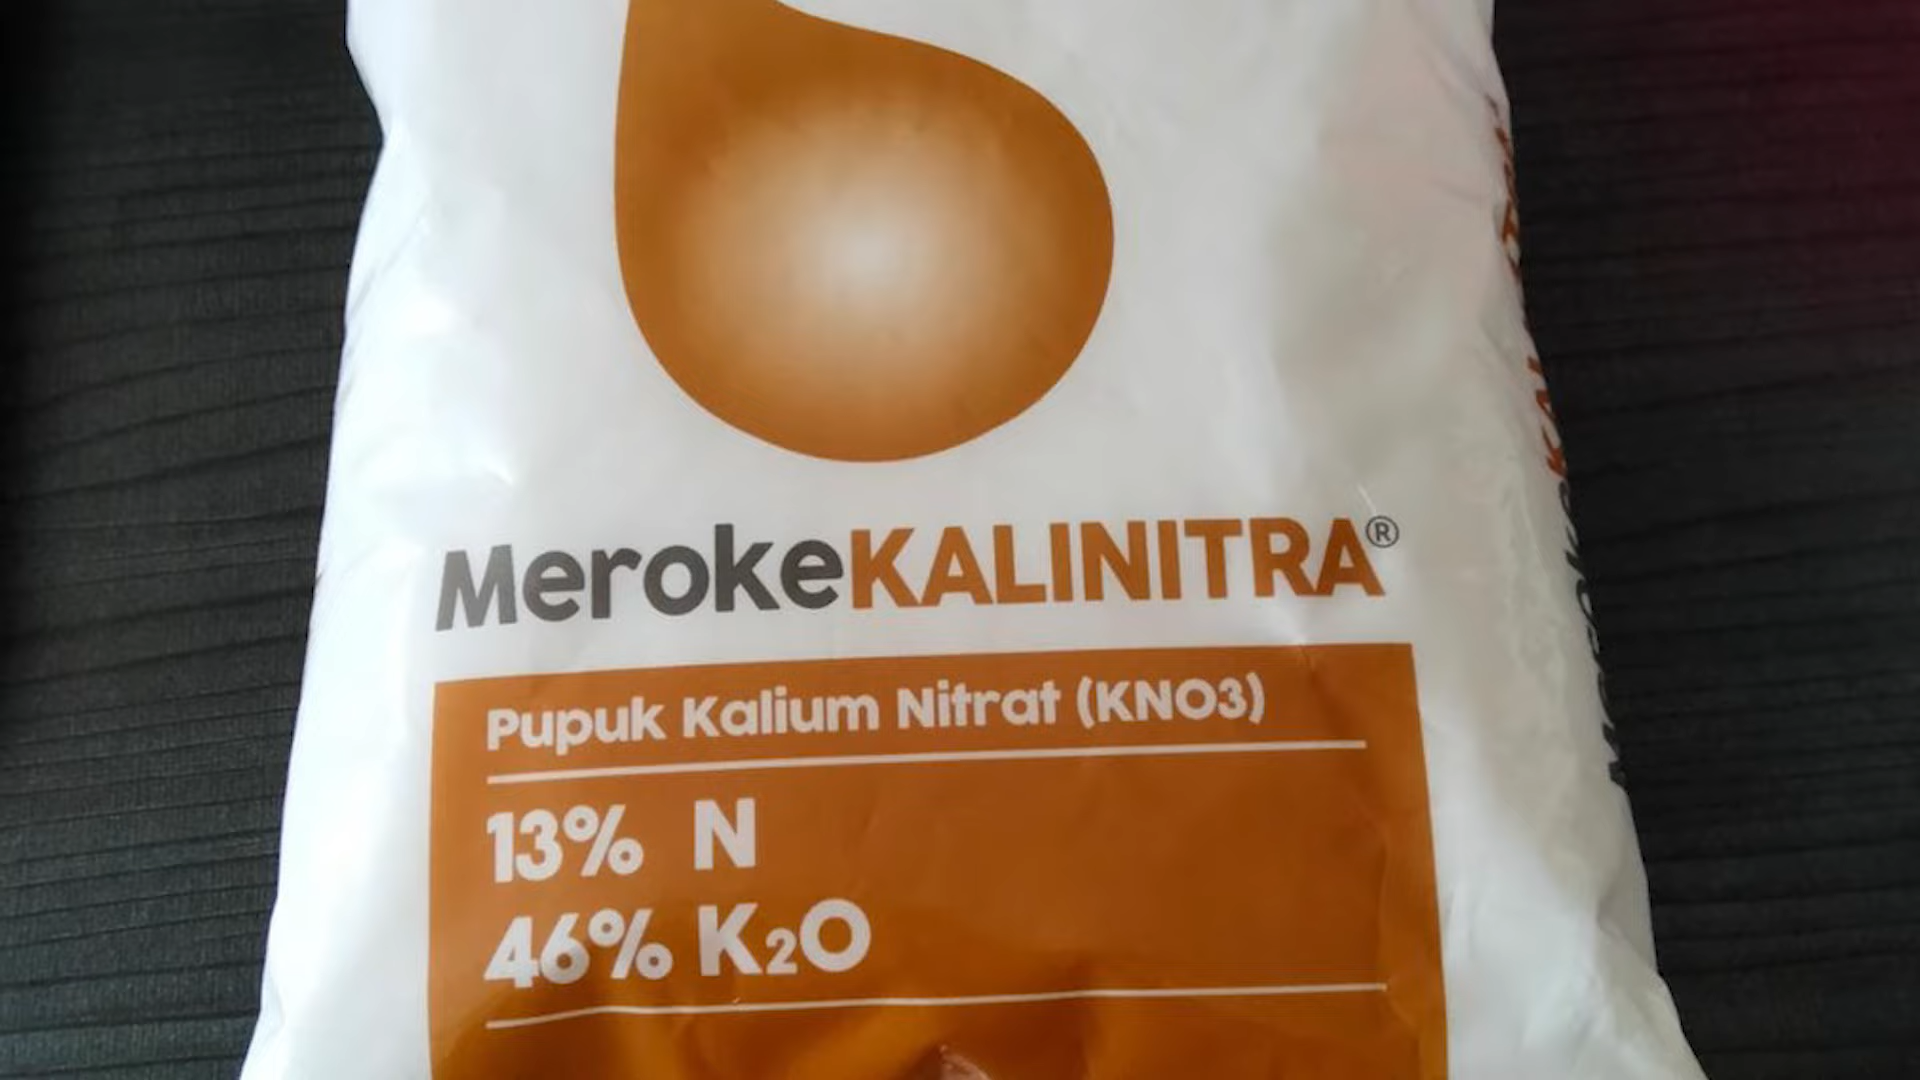 MerokeKALINITRA®
Pupuk Kalium Nitrat (KNO3)
13% N
46% K₂O